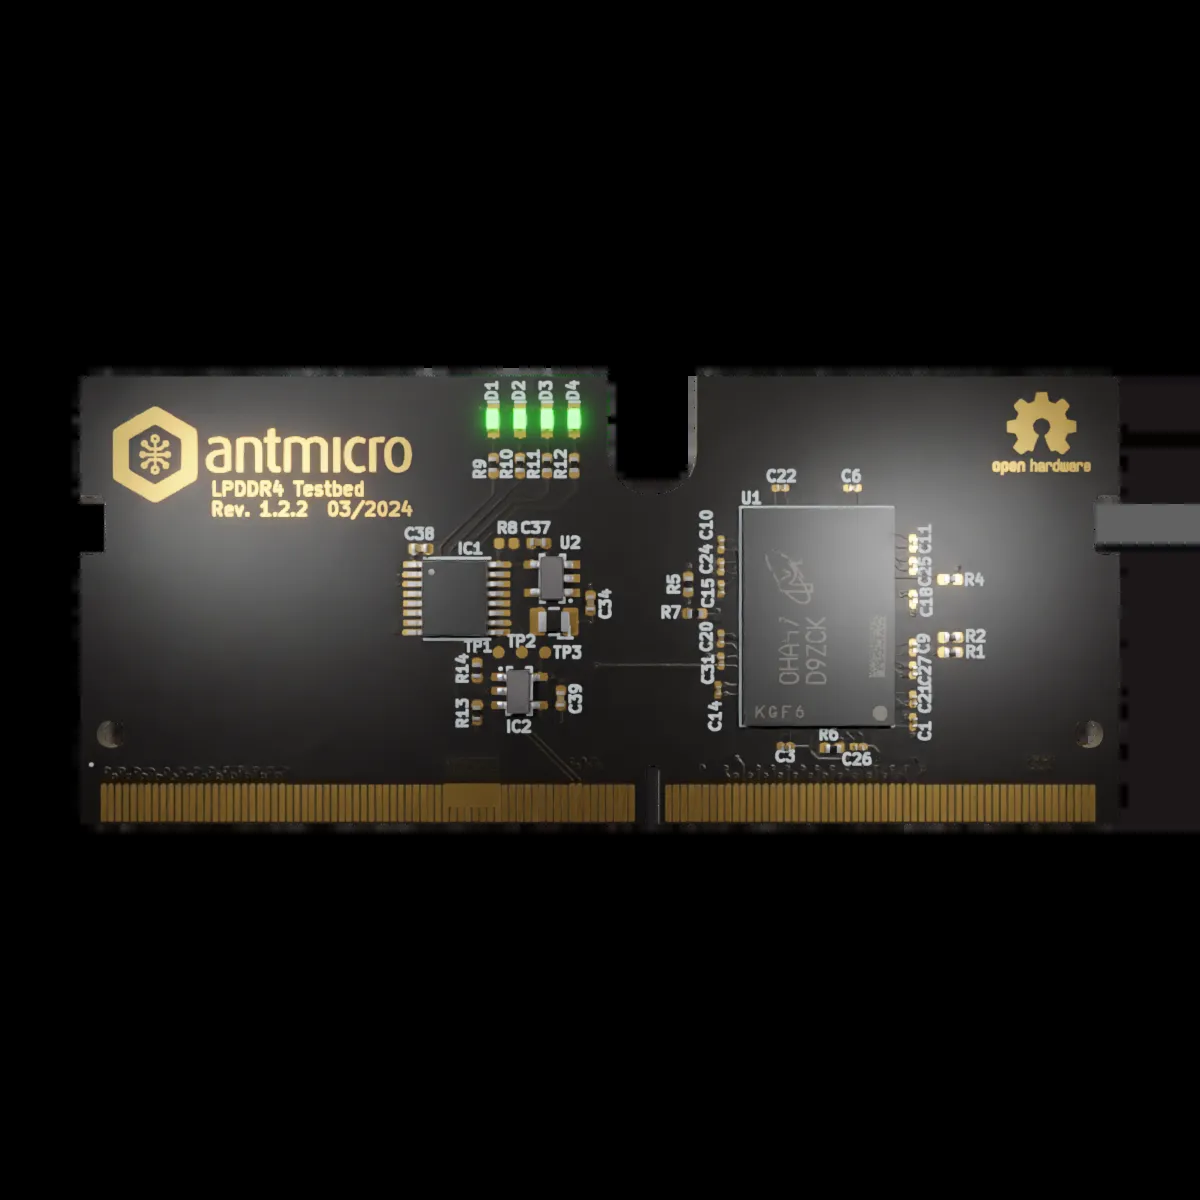 antmicro
LPDDR4 Testbed
Rev. 1.2.2 03/2024
D1 D2 D3 D4
R9 R10 R11 R12
open hardware
C38
IC1
R8 C37
U2
C34
TP1 TP2 TP3
R14
R13
IC2
C39
C22 C6
U1
C10
C24
C15
R5
R7
C20
C31
C14
C11
C25
C18
R4
C9
R2
R1
C27
C21
C1
D9ZCK
KGF6
R6
C3
C26